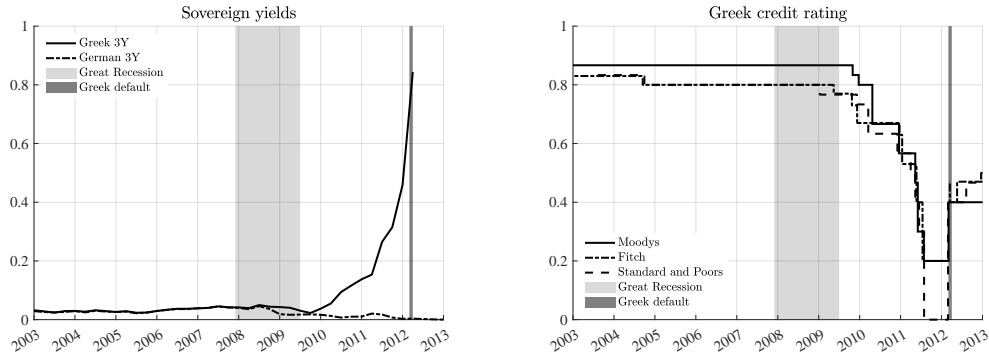 Sovereign yields
1
0.8
0.6
0.4
0.2
0
Greek 3Y
German 3Y
Great Recession
Greek default
2003 2004 2005 2006 2007 2008 2009 2010 2011 2012 2013
Greek credit rating
1
0.8
0.6
0.4
0.2
0
Moodys
Fitch
Standard and Poors
Great Recession
Greek default
2003 2004 2005 2006 2007 2008 2009 2010 2011 2012 2013